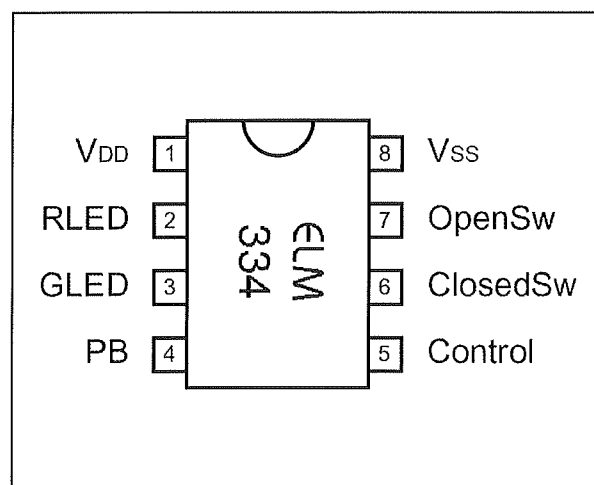 VDD 1 8 VSS
RLED 2 7 OpenSw
GLED 3 6 ClosedSw
PB 4 5 Control
ELM
334